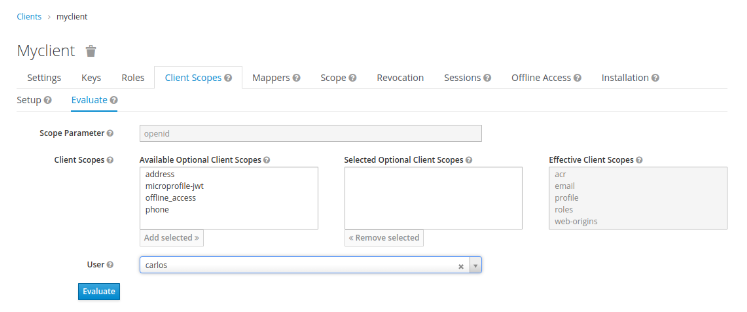 Clients > myclient
Myclient
Settings Keys Roles Client Scopes Mappers Scope Revocation Sessions Offline Access Installation
Setup Evaluate
Scope Parameter openid
Client Scopes Available Optional Client Scopes Selected Optional Client Scopes Effective Client Scopes
address acr
microprofile-jwt email
offline_access profile
phone roles
web-origins
Add selected » « Remove selected
User carlos
Evaluate